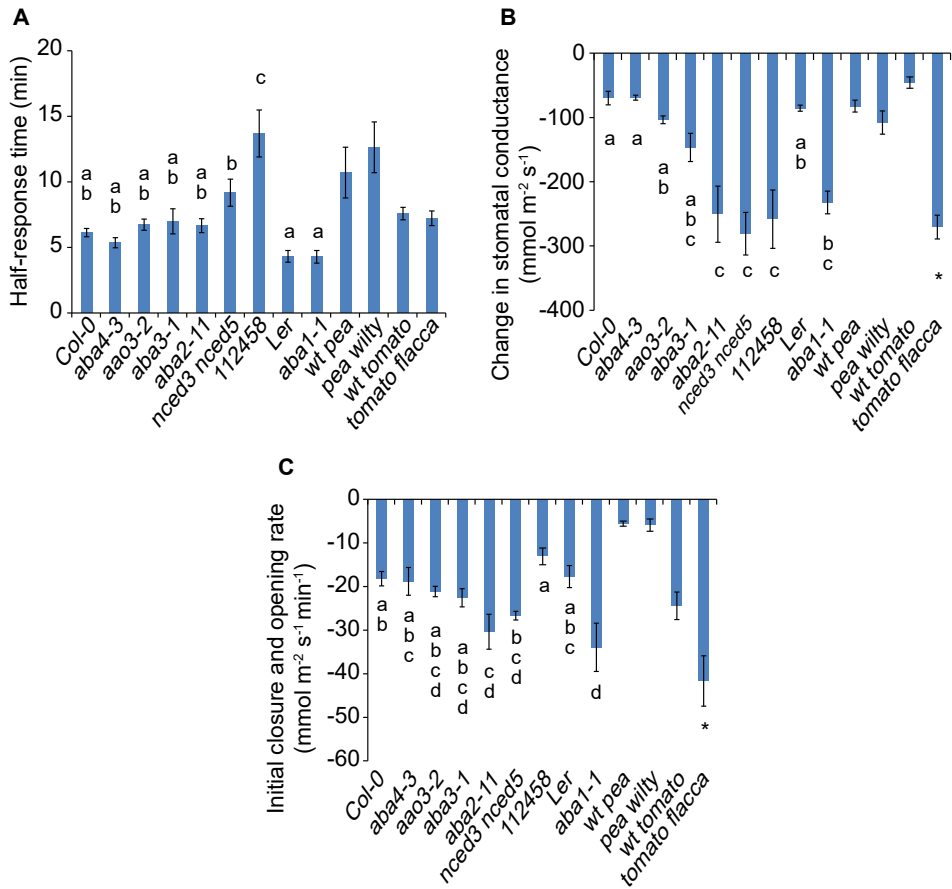 A
Half-response time (min)
20
15
10
5
0
a
b
a
b
a
b
a
b
a
b
b
c
a
a
Col-0
aba4-3
aao3-2
aba3-1
aba2-11
nced3 nced5
112458
Ler
aba1-1
wt pea
pea wilty
wt tomato
tomato flacca
B
Change in stomatal conductance
(mmol m-2 s-1)
0
-100
-200
-300
-400
a
a
a
b
a
b
c
c
c
c
a
b
b
c
*
Col-0
aba4-3
aao3-2
aba3-1
aba2-11
nced3 nced5
112458
Ler
aba1-1
wt pea
pea wilty
wt tomato
tomato flacca
C
Initial closure and opening rate
(mmol m-2 s-1 min-1)
0
-10
-20
-30
-40
-50
-60
a
b
a
b
c
a
b
c
d
a
b
c
d
c
d
b
c
d
a
a
b
c
d
*
Col-0
aba4-3
aao3-2
aba3-1
aba2-11
nced3 nced5
112458
Ler
aba1-1
wt pea
pea wilty
wt tomato
tomato flacca